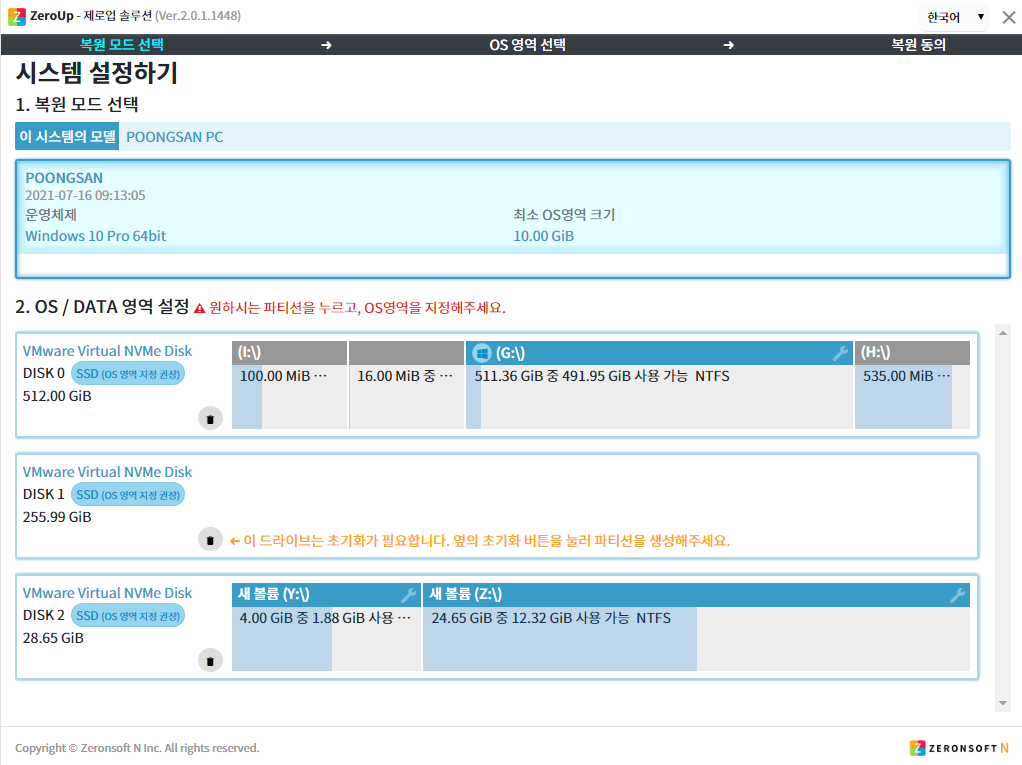 ZeroUp - 제로업 솔루션 (Ver.2.0.1.1448)
한국어
복원 모드 선택 → OS 영역 선택 → 복원 동의
시스템 설정하기
1. 복원 모드 선택
이 시스템의 모델 POONGSAN PC
POONGSAN
2021-07-16 09:13:05
운영체제 최소 OS영역 크기
Windows 10 Pro 64bit 10.00 GiB
2. OS / DATA 영역 설정 원하시는 파티션을 누르고, OS영역을 지정해주세요.
VMware Virtual NVMe Disk (I:\) (G:\) (H:\)
DISK 0 SSD (OS 영역 지정 권장) 100.00 MiB ⋯ 16.00 MiB 중 ⋯ 511.36 GiB 중 491.95 GiB 사용 가능 NTFS 535.00 MiB ⋯
512.00 GiB
VMware Virtual NVMe Disk
DISK 1 SSD (OS 영역 지정 권장)
255.99 GiB
← 이 드라이브는 초기화가 필요합니다. 옆의 초기화 버튼을 눌러 파티션을 생성해주세요.
VMware Virtual NVMe Disk 새 볼륨 (Y:\) 새 볼륨 (Z:\)
DISK 2 SSD (OS 영역 지정 권장) 4.00 GiB 중 1.88 GiB 사용 ⋯ 24.65 GiB 중 12.32 GiB 사용 가능 NTFS
28.65 GiB
Copyright © Zeronsoft N Inc. All rights reserved. ZERONSOFT N